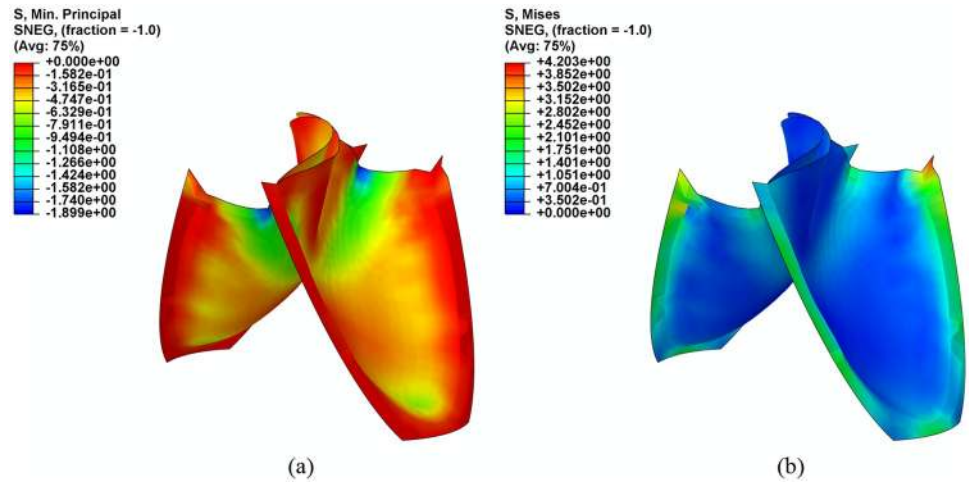 S, Min. Principal
SNEG, (fraction = -1.0)
(Avg: 75%)
+0.000e+00
-1.582e-01
-3.165e-01
-4.747e-01
-6.329e-01
-7.911e-01
-9.494e-01
-1.108e+00
-1.266e+00
-1.424e+00
-1.582e+00
-1.740e+00
-1.899e+00
S, Mises
SNEG, (fraction = -1.0)
(Avg: 75%)
+4.203e+00
+3.852e+00
+3.502e+00
+3.152e+00
+2.802e+00
+2.452e+00
+2.101e+00
+1.751e+00
+1.401e+00
+1.051e+00
+7.004e-01
+3.502e-01
+0.000e+00
(a)
(b)